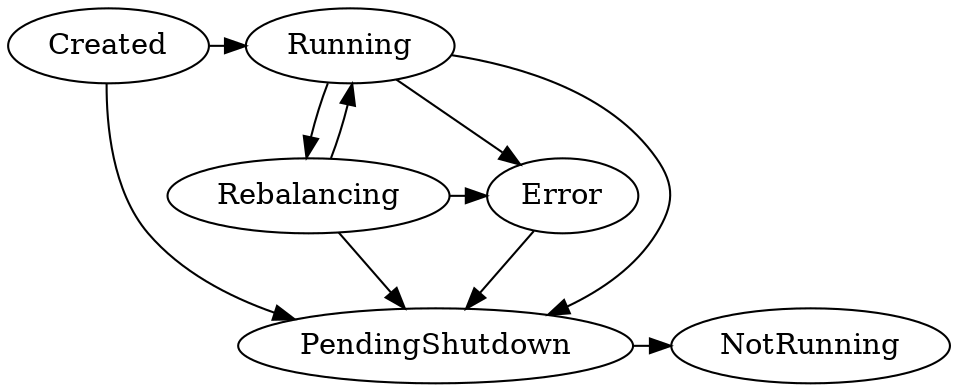 Created
Running
Rebalancing
Error
PendingShutdown
NotRunning